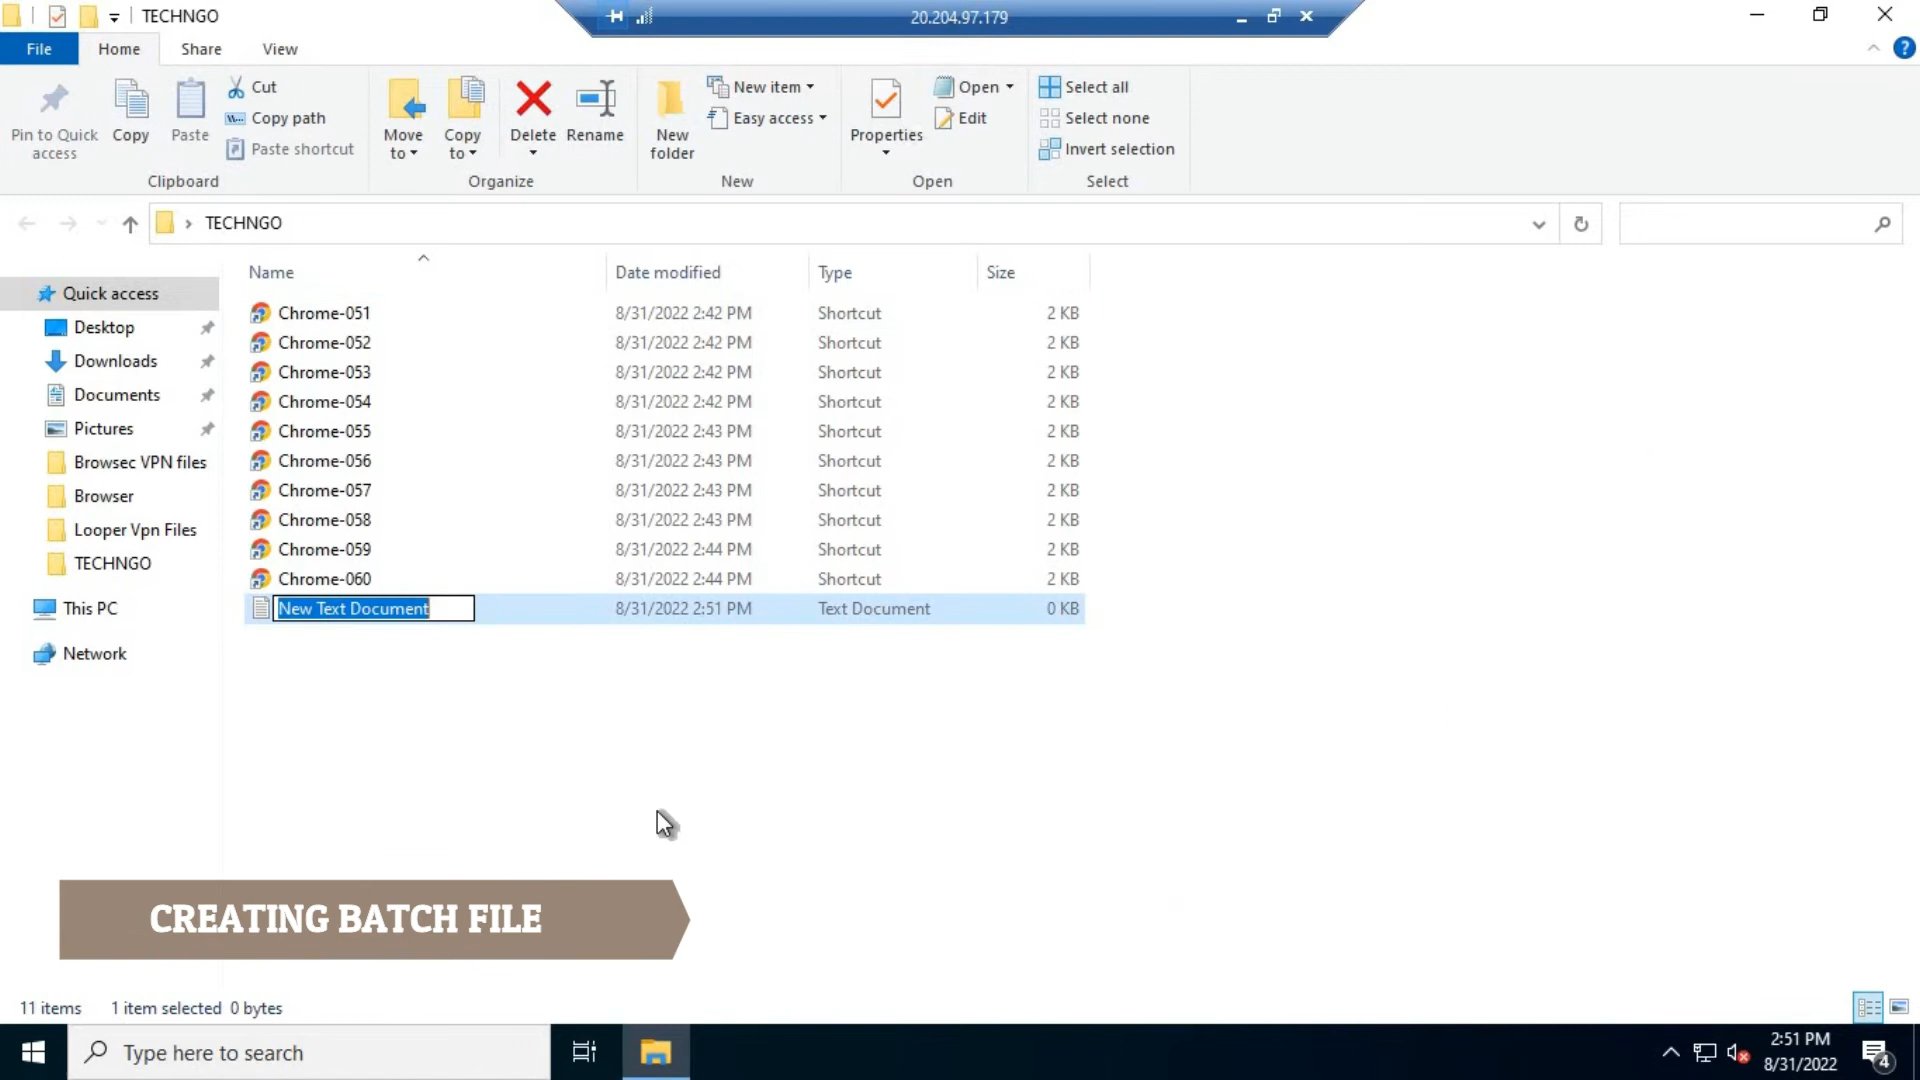 TECHNGO
20.204.97.179
File Home Share View
Pin to Quick access
Copy
Paste
Cut
Copy path
Paste shortcut
Clipboard
Move to
Copy to
Delete
Rename
Organize
New folder
New item
Easy access
New
Properties
Open
Edit
Open
Select all
Select none
Invert selection
Select
TECHNGO
Name Date modified Type Size
Quick access
Desktop
Downloads
Documents
Pictures
Browsec VPN files
Browser
Looper Vpn Files
TECHNGO
This PC
Network
Chrome-051 8/31/2022 2:42 PM Shortcut 2 KB
Chrome-052 8/31/2022 2:42 PM Shortcut 2 KB
Chrome-053 8/31/2022 2:42 PM Shortcut 2 KB
Chrome-054 8/31/2022 2:42 PM Shortcut 2 KB
Chrome-055 8/31/2022 2:43 PM Shortcut 2 KB
Chrome-056 8/31/2022 2:43 PM Shortcut 2 KB
Chrome-057 8/31/2022 2:43 PM Shortcut 2 KB
Chrome-058 8/31/2022 2:43 PM Shortcut 2 KB
Chrome-059 8/31/2022 2:44 PM Shortcut 2 KB
Chrome-060 8/31/2022 2:44 PM Shortcut 2 KB
New Text Document 8/31/2022 2:51 PM Text Document 0 KB
CREATING BATCH FILE
11 items 1 item selected 0 bytes
Type here to search
2:51 PM
8/31/2022
4